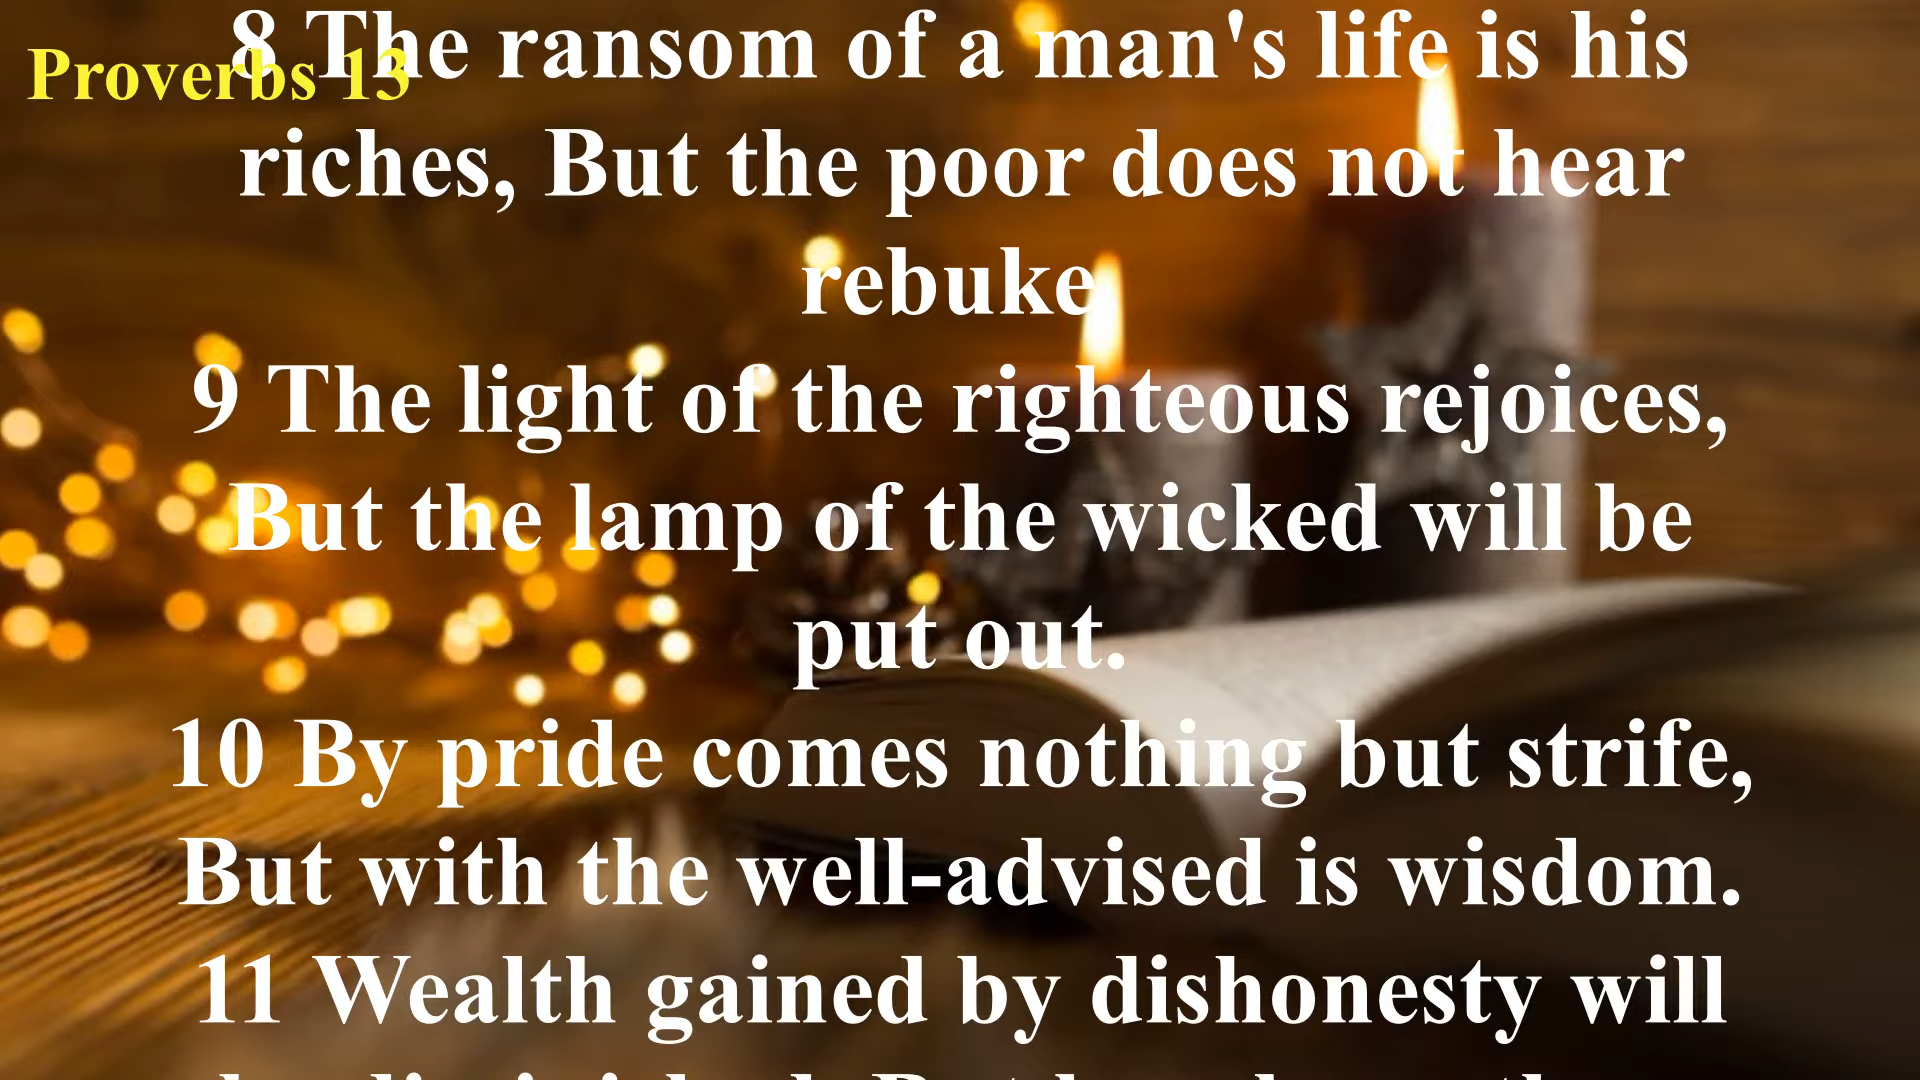 Proverbs 13
8 The ransom of a man's life is his
riches, But the poor does not hear
rebuke
9 The light of the righteous rejoices,
But the lamp of the wicked will be
put out.
10 By pride comes nothing but strife,
But with the well-advised is wisdom.
11 Wealth gained by dishonesty will